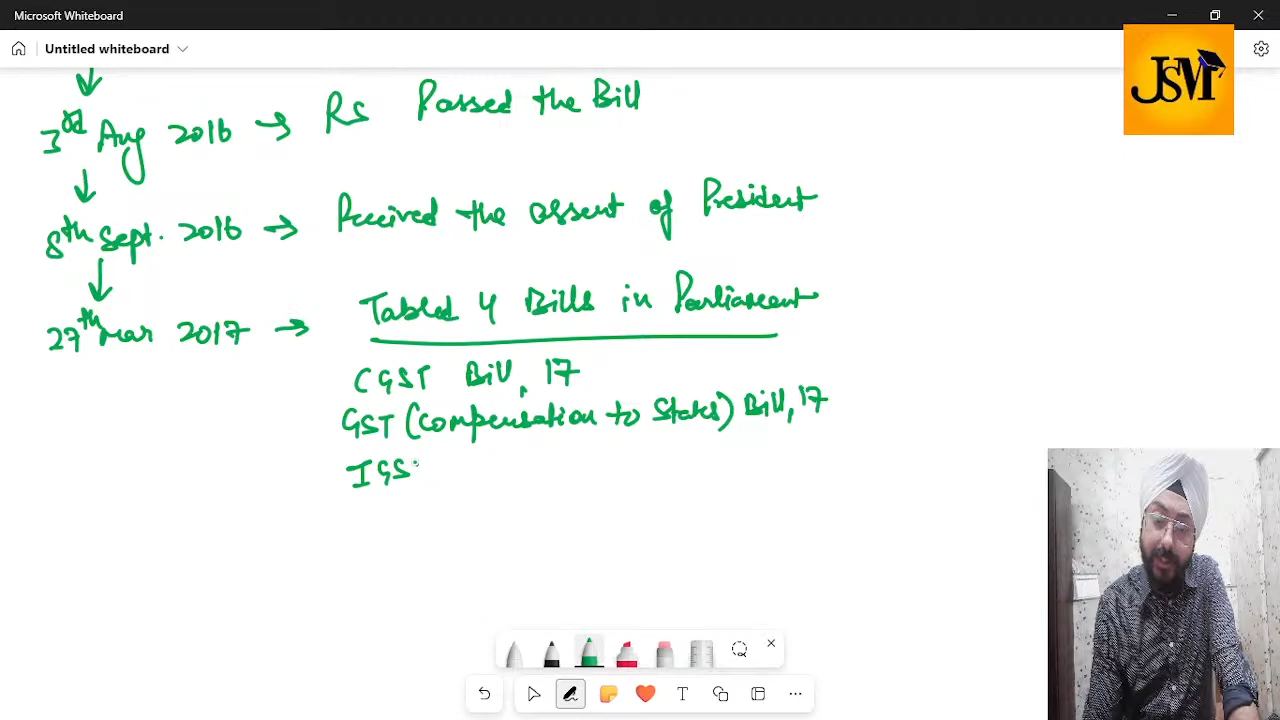 Microsoft Whiteboard
Untitled whiteboard
JSM
3rd Aug 2016 → RS Passed the Bill
8th Sept. 2016 → Received the assent of President
27th Mar 2017 → Tabled 4 Bills in Parliament
CGST Bill, 17
GST (Compensation to States) Bill, 17
IGS